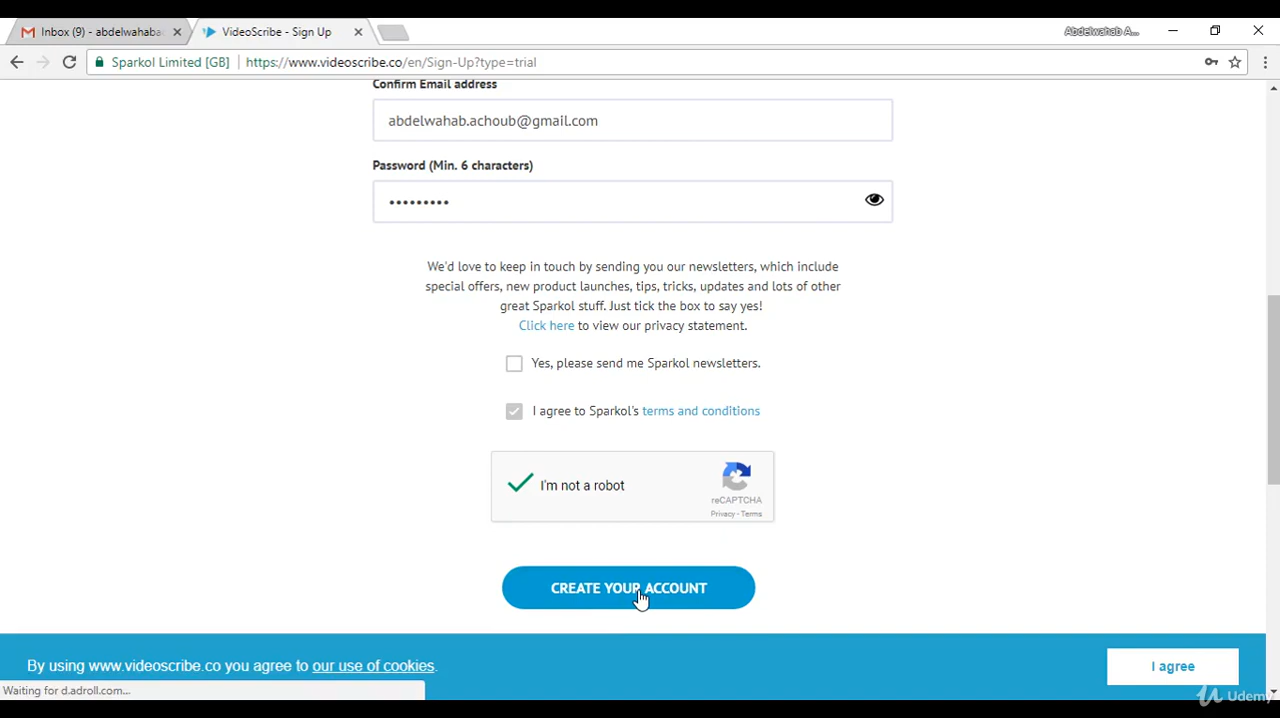 Inbox (9) - abdelwahaba
VideoScribe - Sign Up
Abdelwahab A...
Sparkol Limited [GB]
https://www.videoscribe.co/en/Sign-Up?type=trial
Confirm Email address
abdelwahab.achoub@gmail.com
Password (Min. 6 characters)
•••••••••
We'd love to keep in touch by sending you our newsletters, which include
special offers, new product launches, tips, tricks, updates and lots of other
great Sparkol stuff. Just tick the box to say yes!
Click here to view our privacy statement.
Yes, please send me Sparkol newsletters.
I agree to Sparkol's terms and conditions
I'm not a robot
reCAPTCHA
Privacy - Terms
CREATE YOUR ACCOUNT
By using www.videoscribe.co you agree to our use of cookies.
I agree
Waiting for d.adroll.com...
Udemy